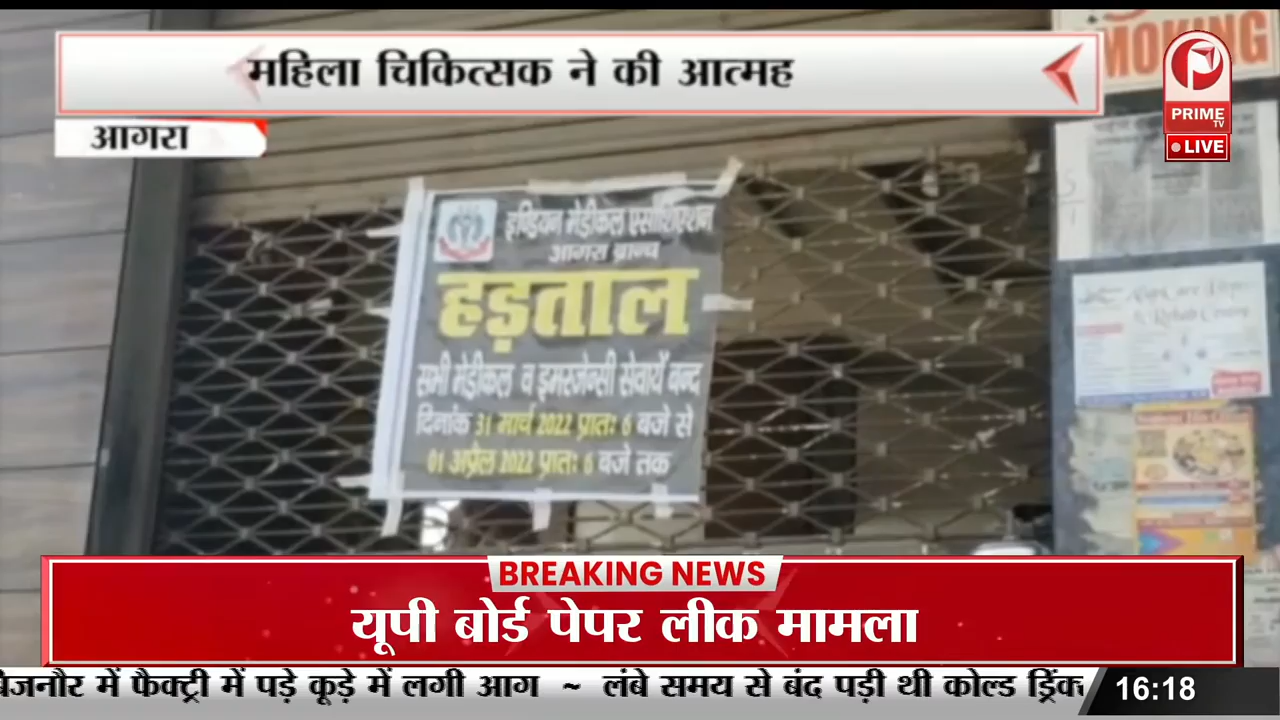 MOKING
महिला चिकित्सक ने की आत्मह
PRIME
TV
LIVE
आगरा
इण्डियन मेडीकल एसोशिएशन
आगरा ब्रान्च
हड़ताल
सभी मेडीकल व इमरजेन्सी सेवायें बन्द
दिनांक 31 मार्च 2022 प्रातः 6 बजे से
01 अप्रैल 2022 प्रातः 6 बजे तक
BREAKING NEWS
यूपी बोर्ड पेपर लीक मामला
बिजनौर में फैक्ट्री में पड़े कूड़े में लगी आग ~ लंबे समय से बंद पड़ी थी कोल्ड ड्रिंक
16:18